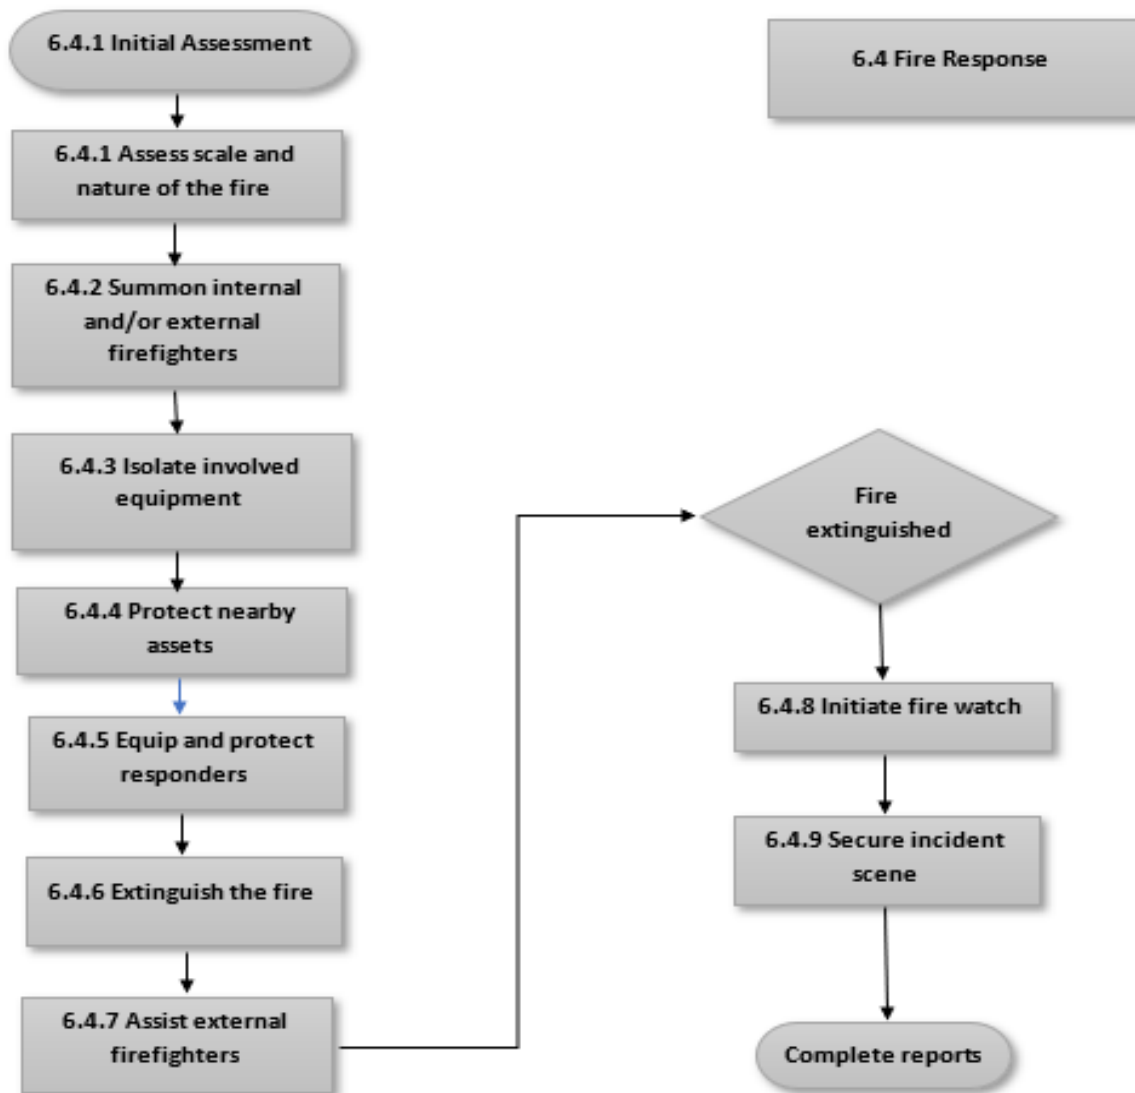 6.4.1 Initial Assessment
6.4 Fire Response
6.4.1 Assess scale and
nature of the fire
6.4.2 Summon internal
and/or external
firefighters
6.4.3 Isolate involved
equipment
6.4.4 Protect nearby
assets
6.4.5 Equip and protect
responders
6.4.6 Extinguish the fire
6.4.7 Assist external
firefighters
Fire
extinguished
6.4.8 Initiate fire watch
6.4.9 Secure incident
scene
Complete reports